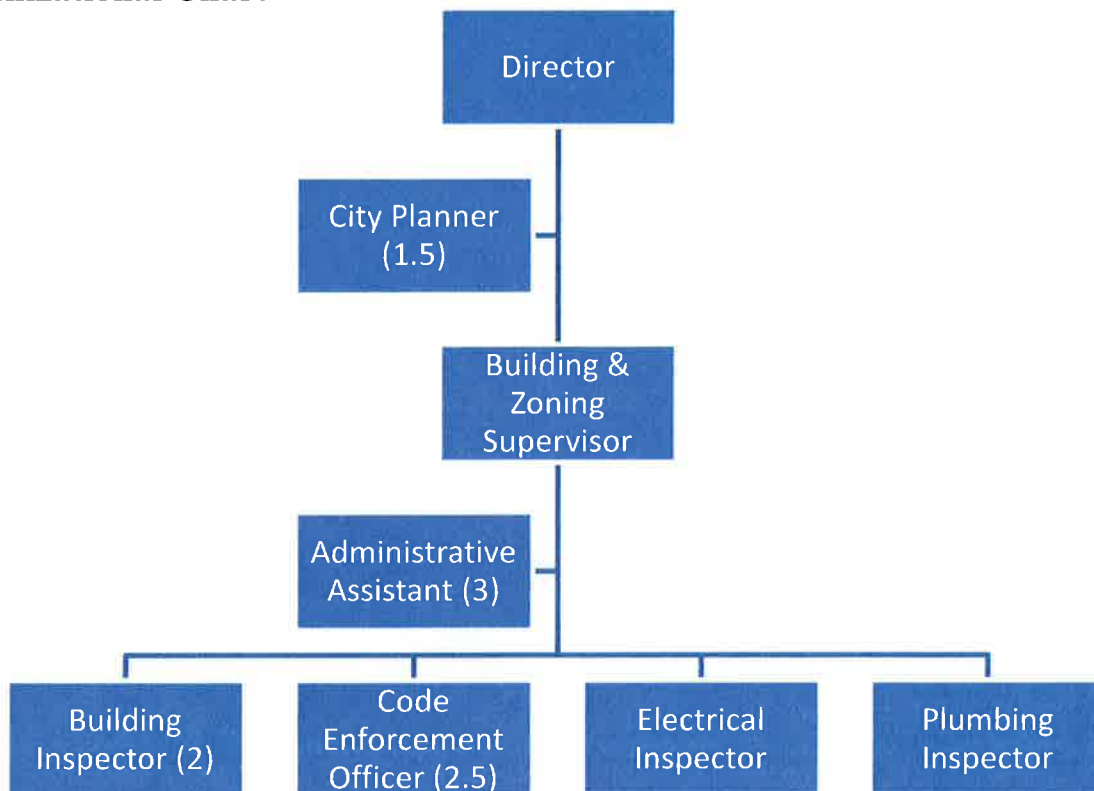 Director
City Planner
(1.5)
Building &
Zoning
Supervisor
Administrative
Assistant (3)
Building
Inspector (2)
Code
Enforcement
Officer (2.5)
Electrical
Inspector
Plumbing
Inspector